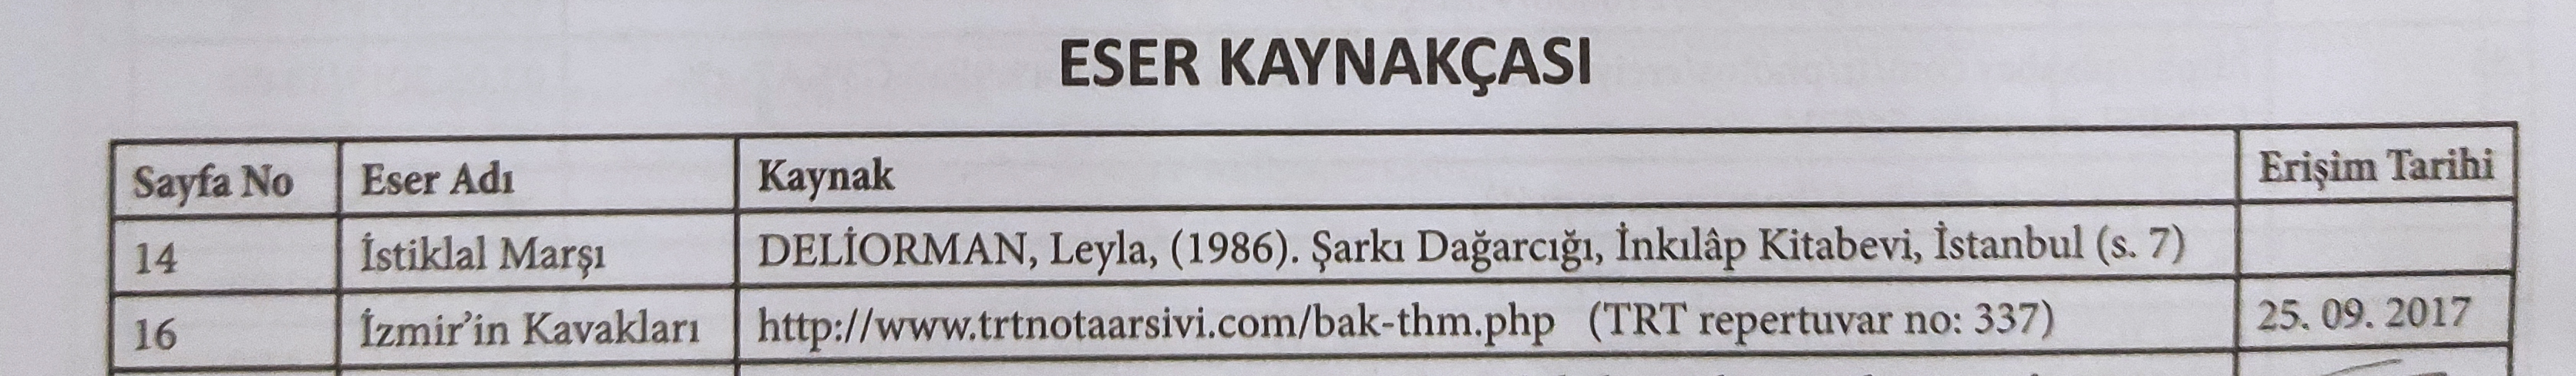 ESER KAYNAKÇASI
Sayfa No Eser Adı Kaynak Erişim Tarihi
14 İstiklal Marşı DELİORMAN, Leyla, (1986). Şarkı Dağarcığı, İnkılâp Kitabevi, İstanbul (s. 7)
16 İzmir’in Kavakları http://www.trtnotaarsivi.com/bak-thm.php (TRT repertuvar no: 337) 25. 09. 2017